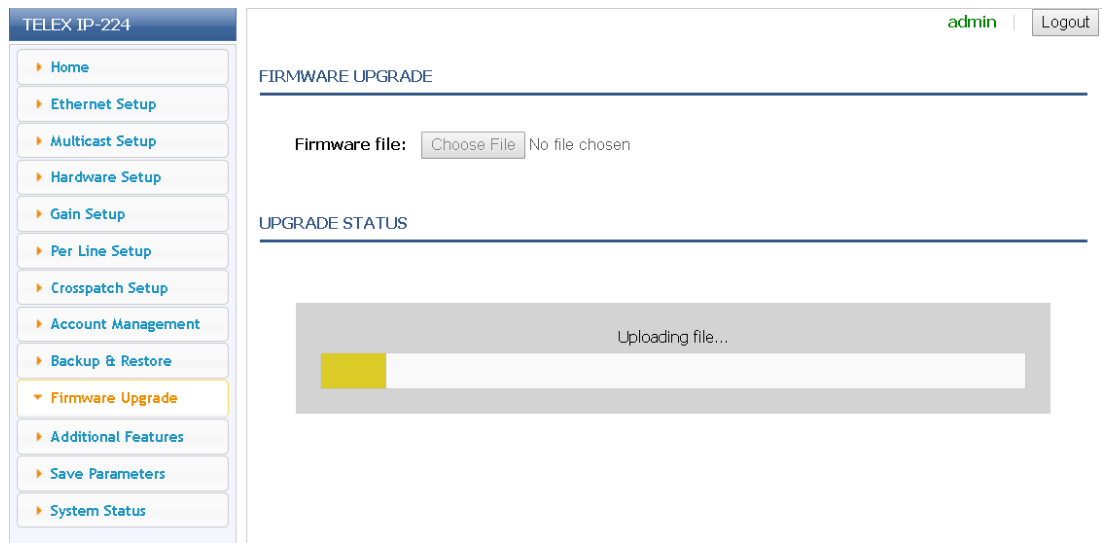 TELEX IP-224
admin
Logout
Home
Ethernet Setup
Multicast Setup
Hardware Setup
Gain Setup
Per Line Setup
Crosspatch Setup
Account Management
Backup & Restore
Firmware Upgrade
Additional Features
Save Parameters
System Status
FIRMWARE UPGRADE
Firmware file: Choose File No file chosen
UPGRADE STATUS
Uploading file...